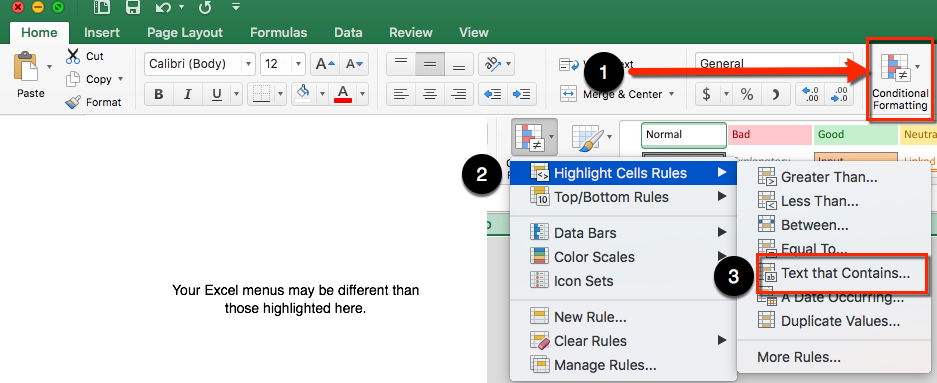 Home Insert Page Layout Formulas Data Review View
Cut
Copy
Format
Paste
Calibri (Body) 12 A A
B I U A
ab
Text
Merge & Center
General
$ % .0 .00 .00 .0
Conditional
Formatting
1
Normal Bad Good Neutra
Explanatory Input Linked
2
Highlight Cells Rules
Top/Bottom Rules
Data Bars
Color Scales
Icon Sets
New Rule...
Clear Rules
Manage Rules...
Greater Than...
Less Than...
Between...
Equal To...
3
Text that Contains...
A Date Occurring...
Duplicate Values...
More Rules...
Your Excel menus may be different than
those highlighted here.